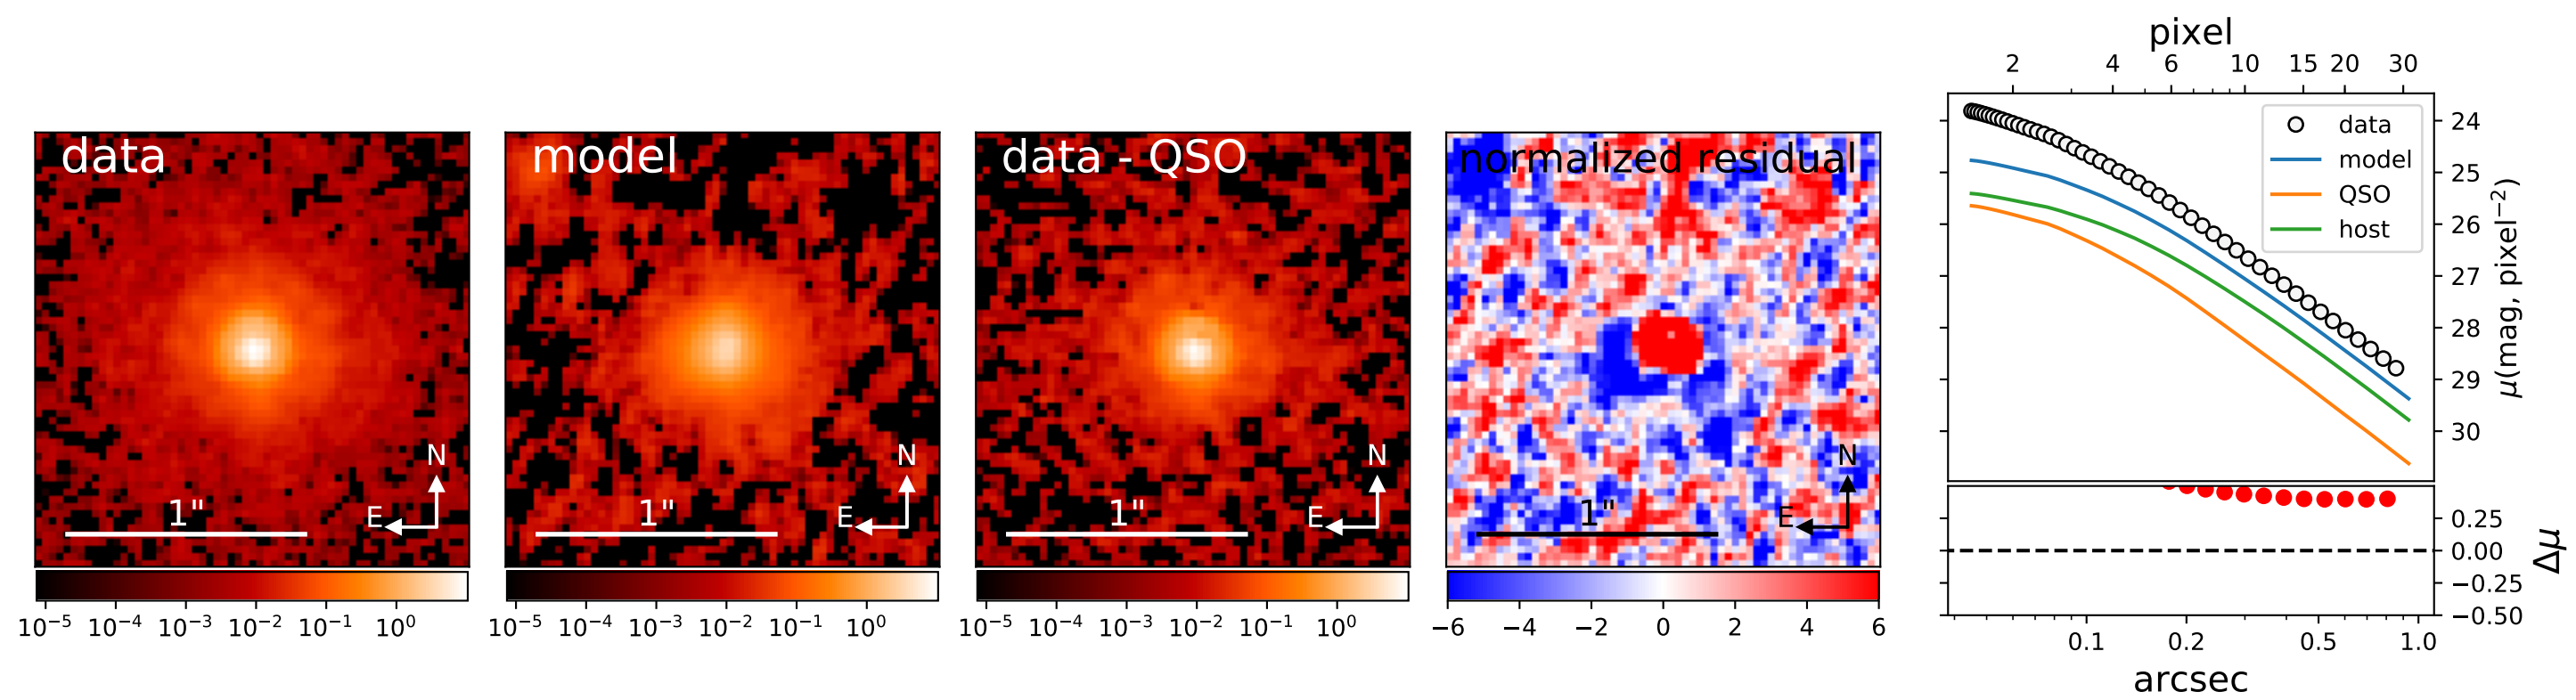 data
N
E
1"
10⁻⁵ 10⁻⁴ 10⁻³ 10⁻² 10⁻¹ 10⁰
model
N
E
1"
10⁻⁵ 10⁻⁴ 10⁻³ 10⁻² 10⁻¹ 10⁰
data - QSO
N
E
1"
10⁻⁵ 10⁻⁴ 10⁻³ 10⁻² 10⁻¹ 10⁰
normalized residual
N
E
1"
−6 −4 −2 0 2 4 6
pixel
2 4 6 10 15 20 30
data
model
QSO
host
24
25
26
27
28
29
30
μ(mag, pixel⁻²)
0.25
0.00
−0.25
−0.50
Δμ
0.1 0.2 0.5 1.0
arcsec